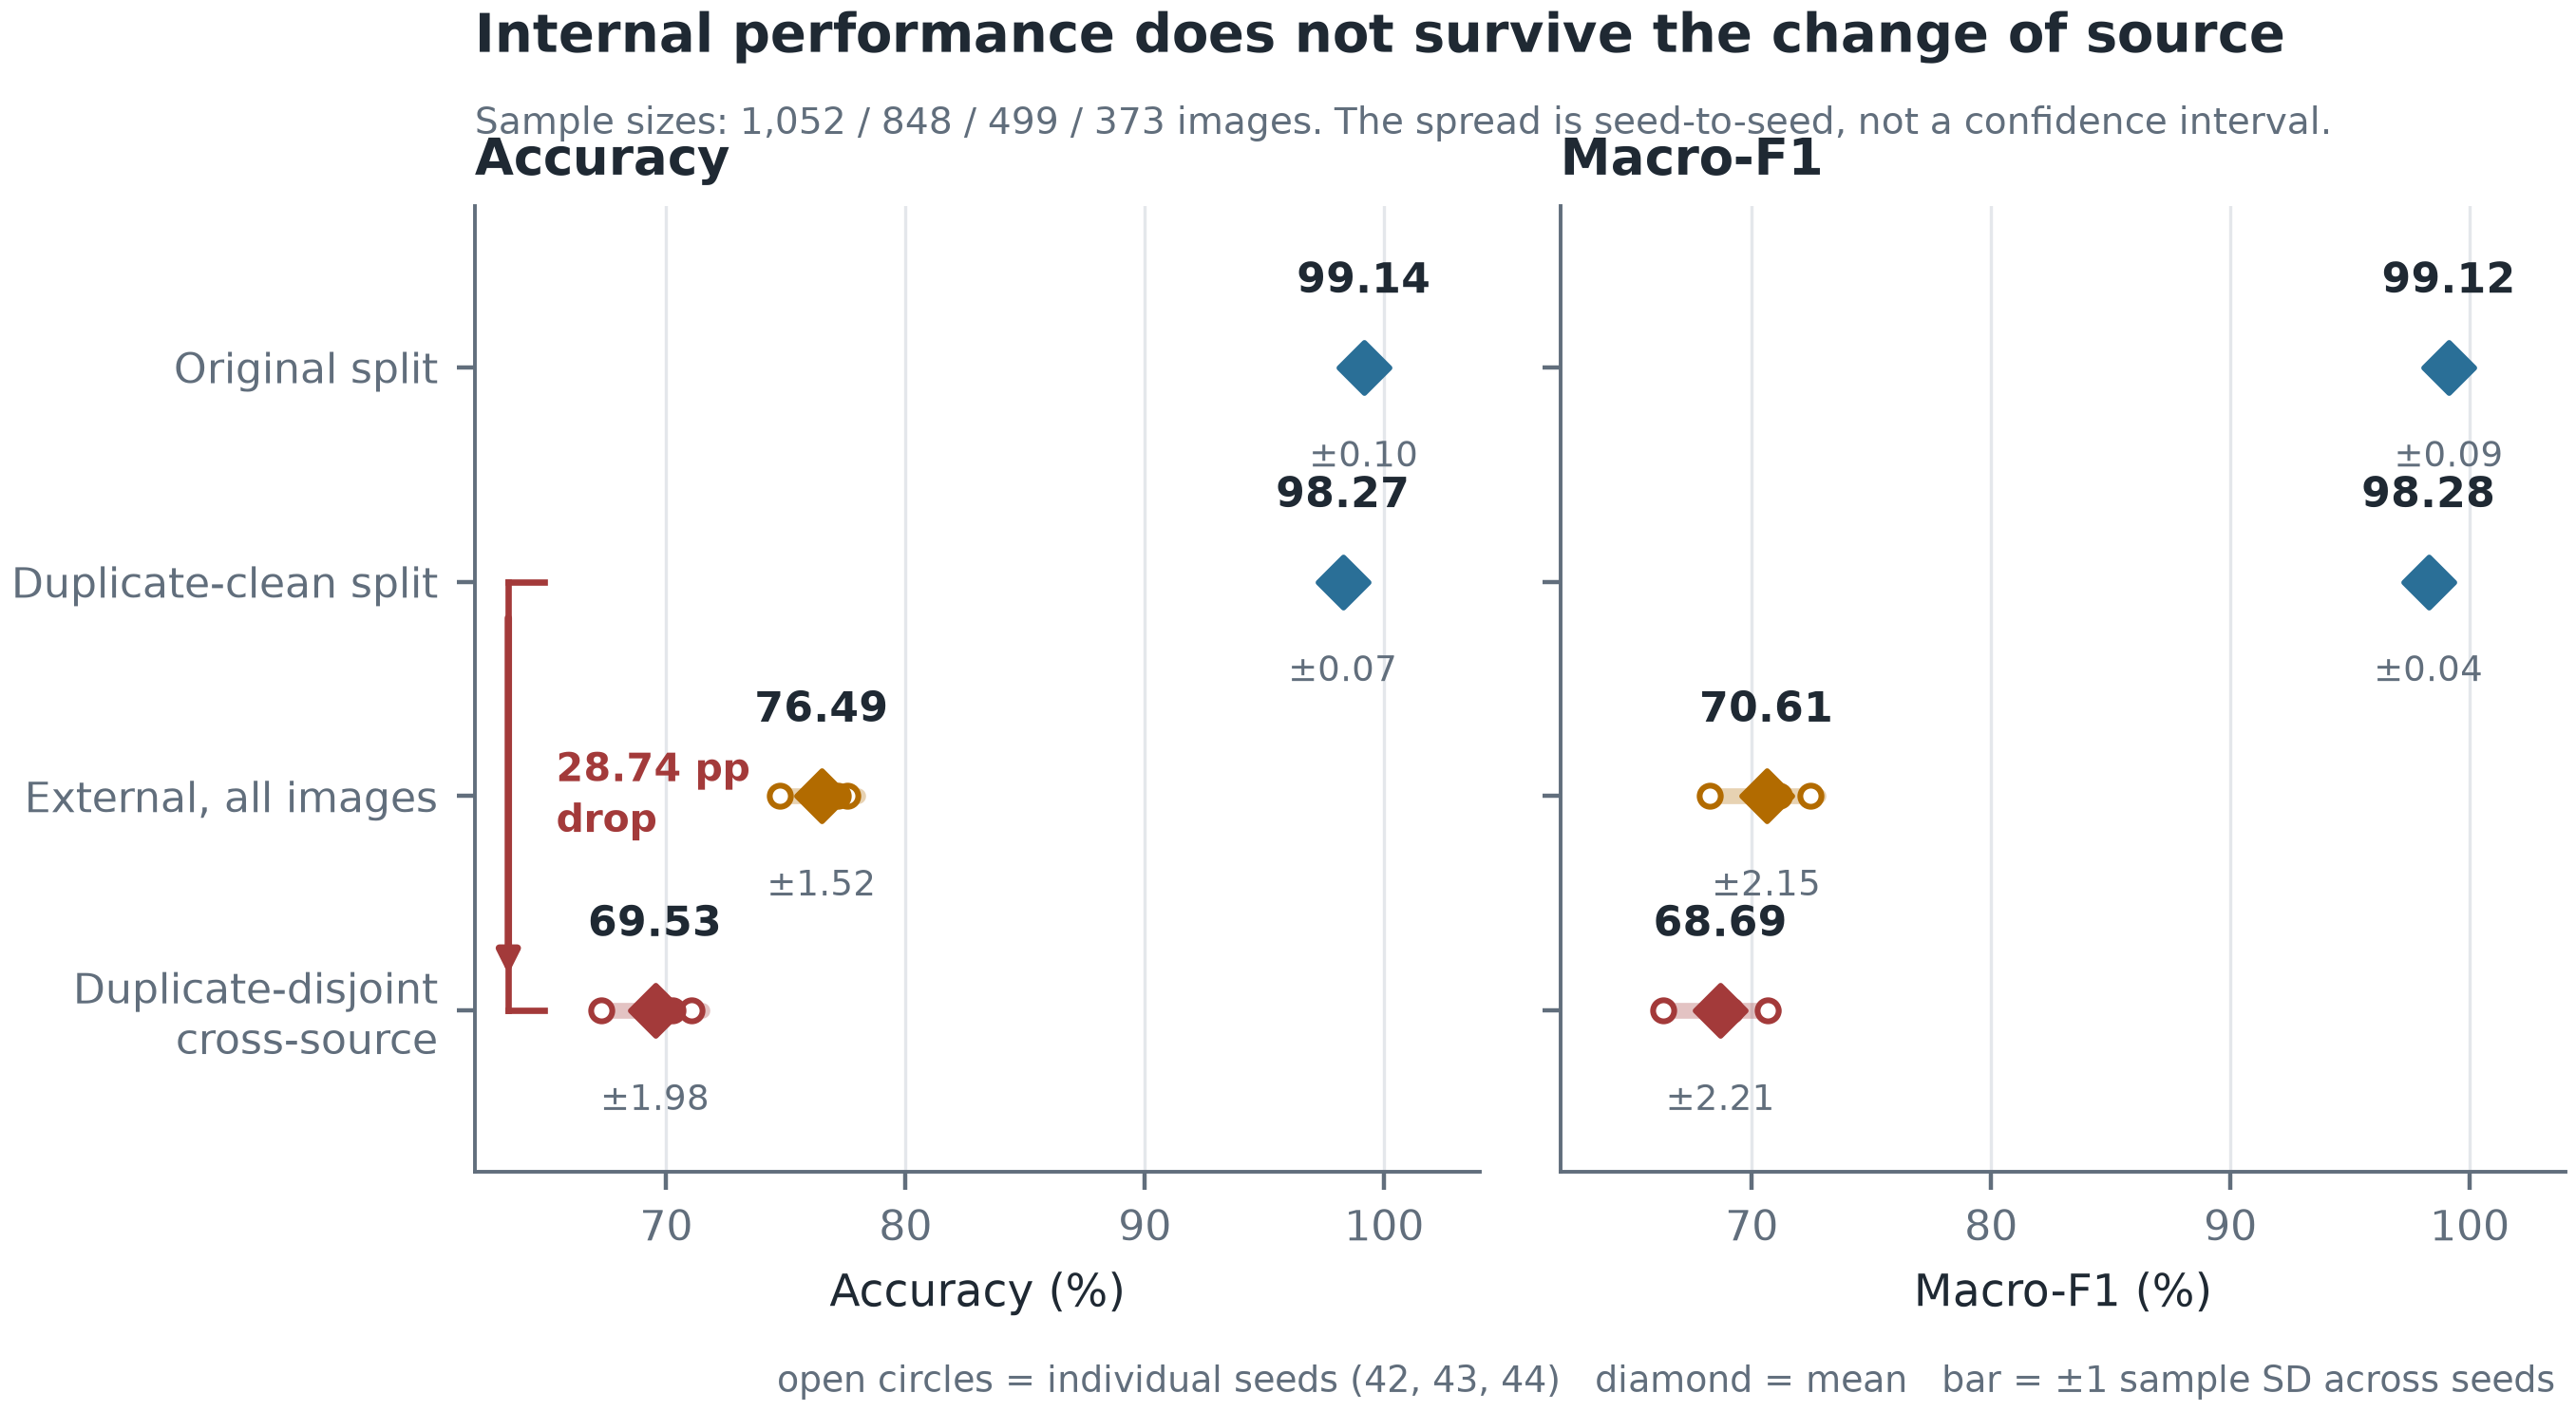 Internal performance does not survive the change of source
Sample sizes: 1,052 / 848 / 499 / 373 images. The spread is seed-to-seed, not a confidence interval.
Accuracy
Original split
Duplicate-clean split
External, all images
Duplicate-disjoint
cross-source
99.14
±0.10
98.27
±0.07
76.49
±1.52
28.74 pp
drop
69.53
±1.98
70
80
90
100
Accuracy (%)
Macro-F1
99.12
±0.09
98.28
±0.04
70.61
±2.15
68.69
±2.21
70
80
90
100
Macro-F1 (%)
open circles = individual seeds (42, 43, 44) diamond = mean bar = ±1 sample SD across seeds